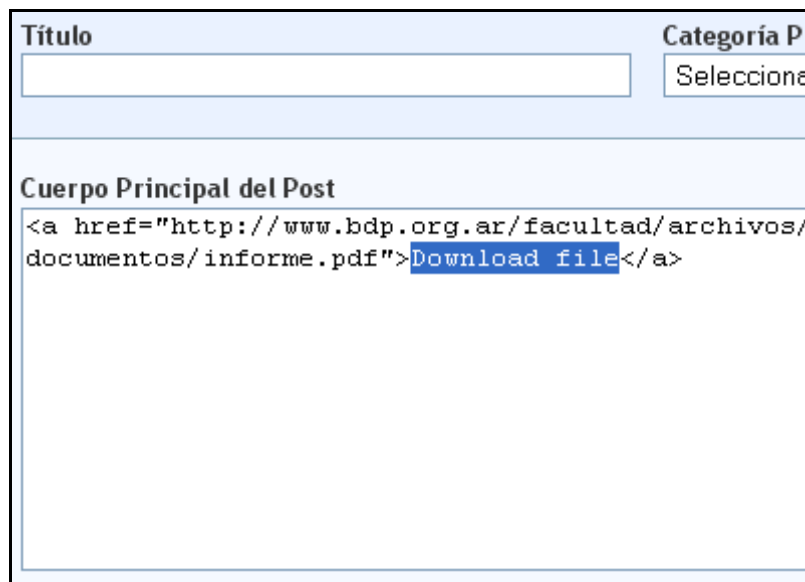 Título
Categoría P
Selecciona
Cuerpo Principal del Post
<a href="http://www.bdp.org.ar/facultad/archivos/
documentos/informe.pdf">Download file</a>